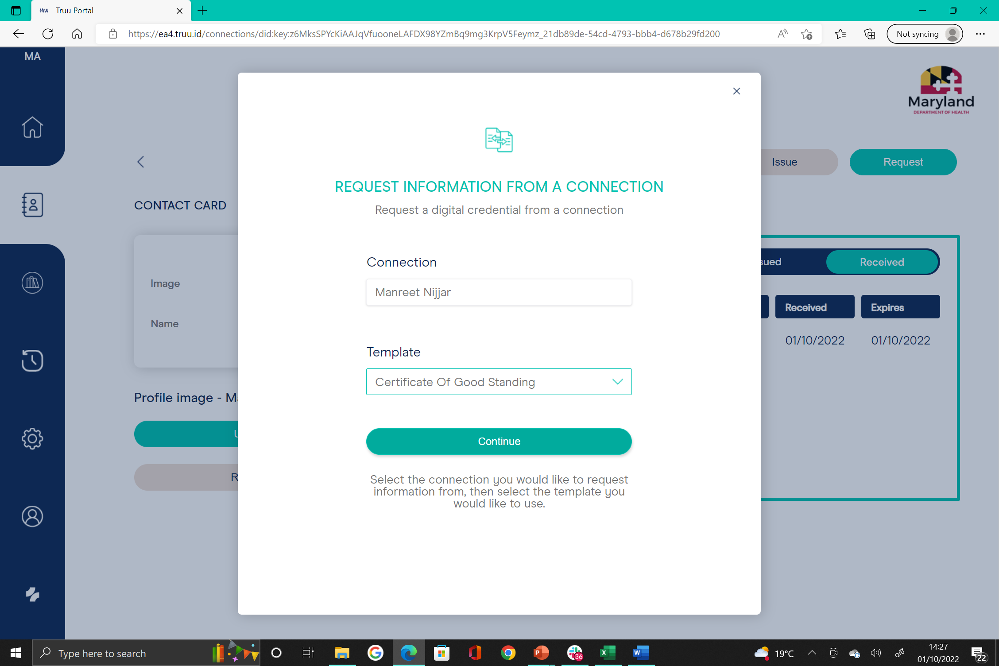 truu Truu Portal
https://ea4.truu.id/connections/did:key:z6MksSPYcKiAAJqVfuooneLAFDX98YZmBq9mg3KrpV5Feymz_21db89de-54cd-4793-bbb4-d678b29fd200
Not syncing
MA
Maryland
DEPARTMENT OF HEALTH
Issue
Request
REQUEST INFORMATION FROM A CONNECTION
Request a digital credential from a connection
CONTACT CARD
Connection
Manreet Nijjar
sued
Received
Image
Name
Received
Expires
01/10/2022
01/10/2022
Template
Certificate Of Good Standing
Profile image - Ma
U
Continue
R
Select the connection you would like to request
information from, then select the template you
would like to use.
Type here to search
36
19°C
14:27
01/10/2022
22